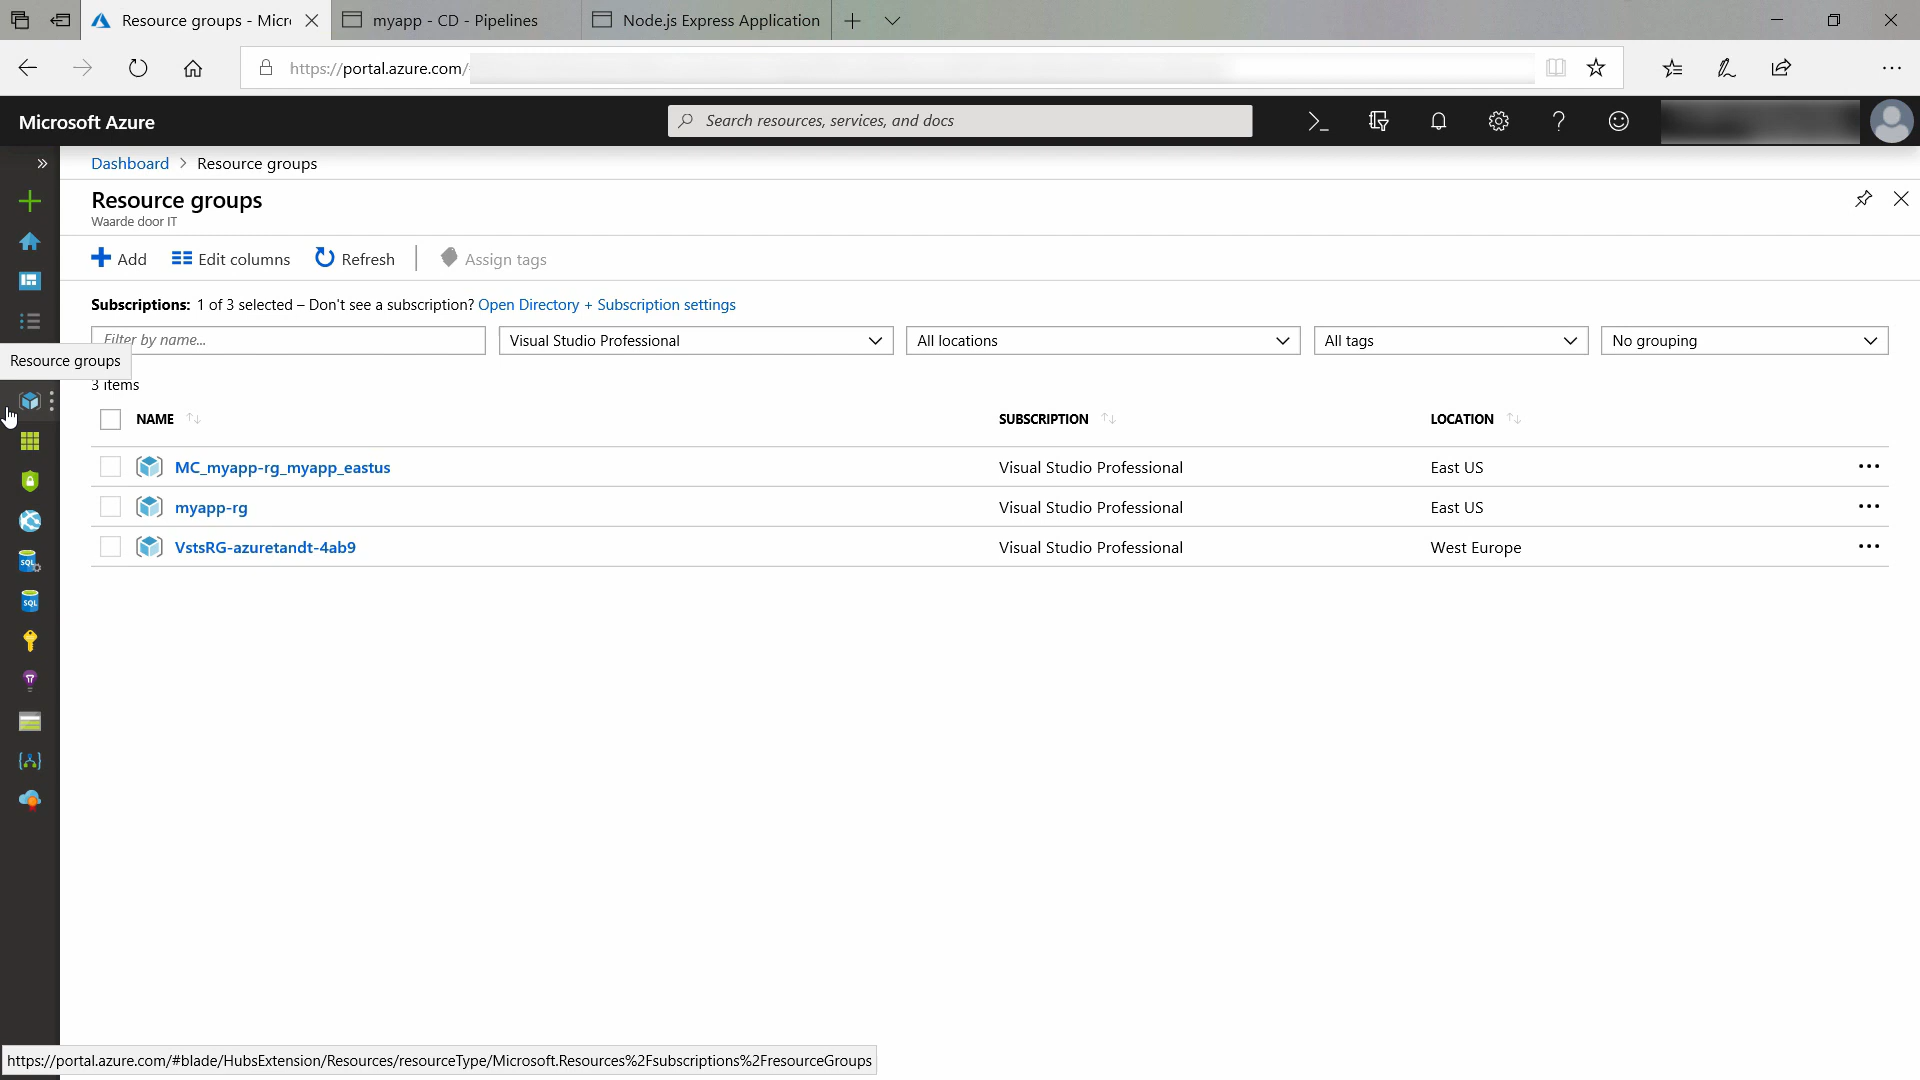 Resource groups - Micr
myapp - CD - Pipelines
Node.js Express Application
https://portal.azure.com/
Microsoft Azure
Search resources, services, and docs
Dashboard > Resource groups
Resource groups
Waarde door IT
Add
Edit columns
Refresh
Assign tags
Subscriptions: 1 of 3 selected – Don't see a subscription? Open Directory + Subscription settings
Filter by name...
Visual Studio Professional
All locations
All tags
No grouping
Resource groups
3 items
NAME
SUBSCRIPTION
LOCATION
MC_myapp-rg_myapp_eastus
Visual Studio Professional
East US
myapp-rg
Visual Studio Professional
East US
VstsRG-azuretandt-4ab9
Visual Studio Professional
West Europe
SQL
SQL
https://portal.azure.com/#blade/HubsExtension/Resources/resourceType/Microsoft.Resources%2Fsubscriptions%2FresourceGroups